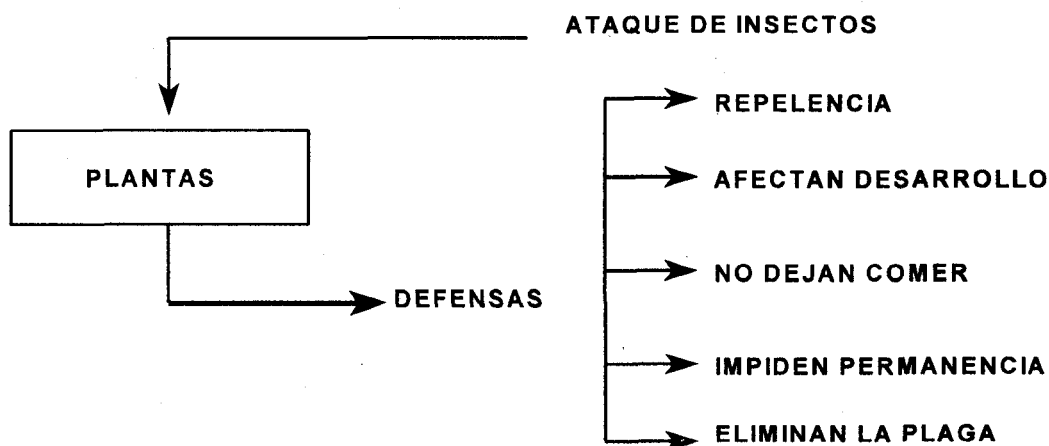 ATAQUE DE INSECTOS
PLANTAS
DEFENSAS
REPELENCIA
AFECTAN DESARROLLO
NO DEJAN COMER
IMPIDEN PERMANENCIA
ELIMINAN LA PLAGA